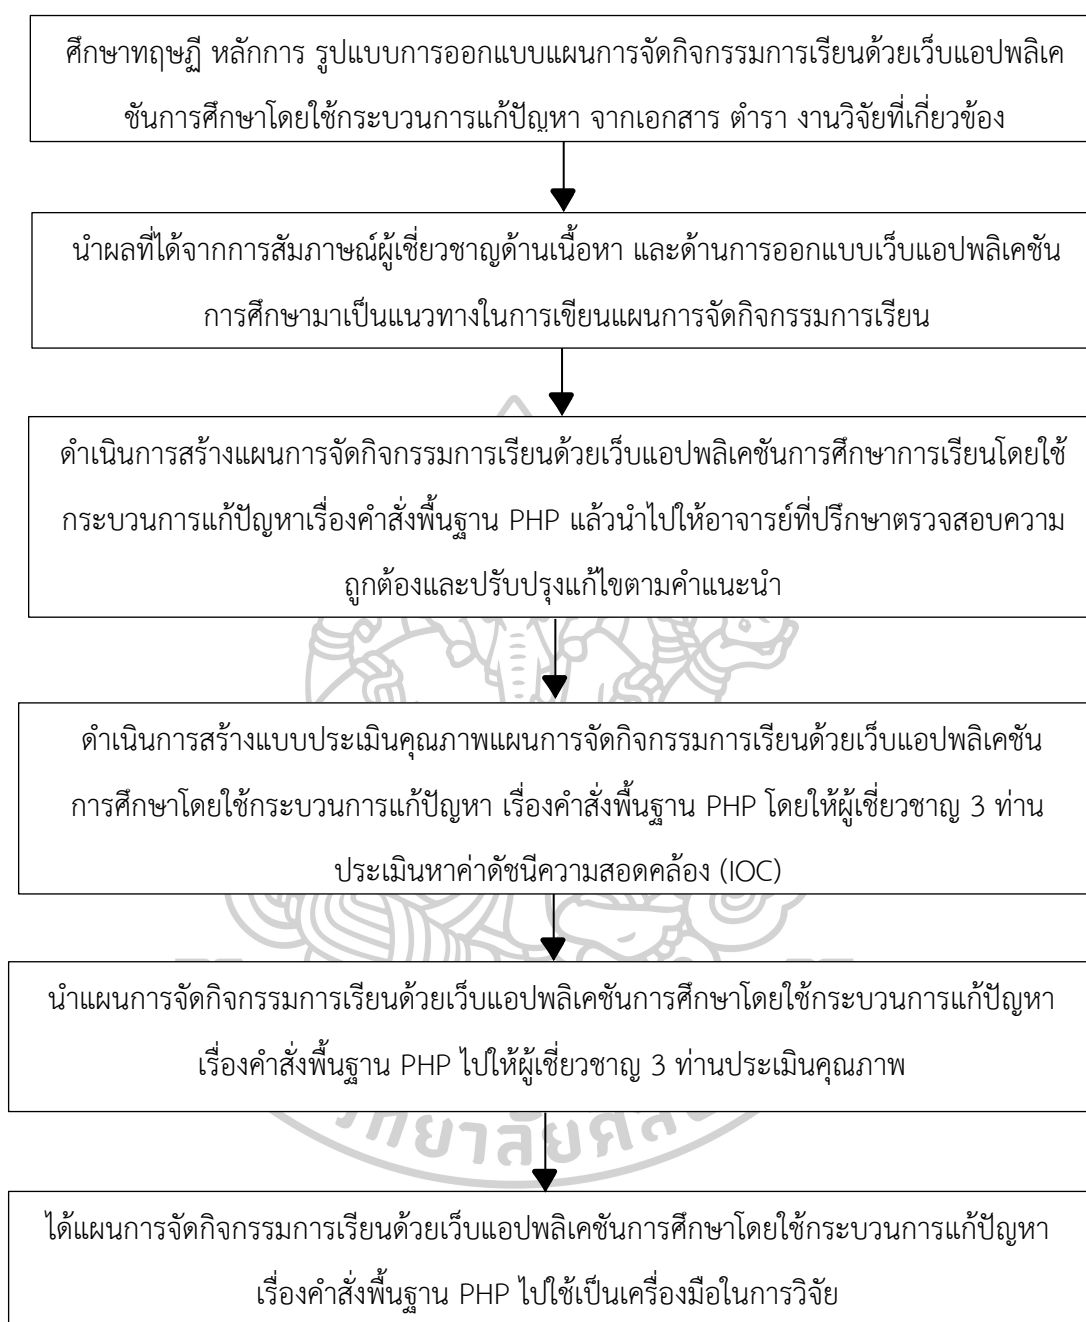 ศึกษาทฤษฎี หลักการ รูปแบบการออกแบบแผนการจัดกิจกรรมการเรียนด้วยเว็บแอปพลิเค
ชันการศึกษาโดยใช้กระบวนการแก้ปัญหา จากเอกสาร ตำรา งานวิจัยที่เกี่ยวข้อง
นำผลที่ได้จากการสัมภาษณ์ผู้เชี่ยวชาญด้านเนื้อหา และด้านการออกแบบเว็บแอปพลิเคชัน
การศึกษามาเป็นแนวทางในการเขียนแผนการจัดกิจกรรมการเรียน
ดำเนินการสร้างแผนการจัดกิจกรรมการเรียนด้วยเว็บแอปพลิเคชันการศึกษาการเรียนโดยใช้
กระบวนการแก้ปัญหาเรื่องคำสั่งพื้นฐาน PHP แล้วนำไปให้อาจารย์ที่ปรึกษาตรวจสอบความ
ถูกต้องและปรับปรุงแก้ไขตามคำแนะนำ
ดำเนินการสร้างแบบประเมินคุณภาพแผนการจัดกิจกรรมการเรียนด้วยเว็บแอปพลิเคชัน
การศึกษาโดยใช้กระบวนการแก้ปัญหา เรื่องคำสั่งพื้นฐาน PHP โดยให้ผู้เชี่ยวชาญ 3 ท่าน
ประเมินหาค่าดัชนีความสอดคล้อง (IOC)
นำแผนการจัดกิจกรรมการเรียนด้วยเว็บแอปพลิเคชันการศึกษาโดยใช้กระบวนการแก้ปัญหา
เรื่องคำสั่งพื้นฐาน PHP ไปให้ผู้เชี่ยวชาญ 3 ท่านประเมินคุณภาพ
ได้แผนการจัดกิจกรรมการเรียนด้วยเว็บแอปพลิเคชันการศึกษาโดยใช้กระบวนการแก้ปัญหา
เรื่องคำสั่งพื้นฐาน PHP ไปใช้เป็นเครื่องมือในการวิจัย